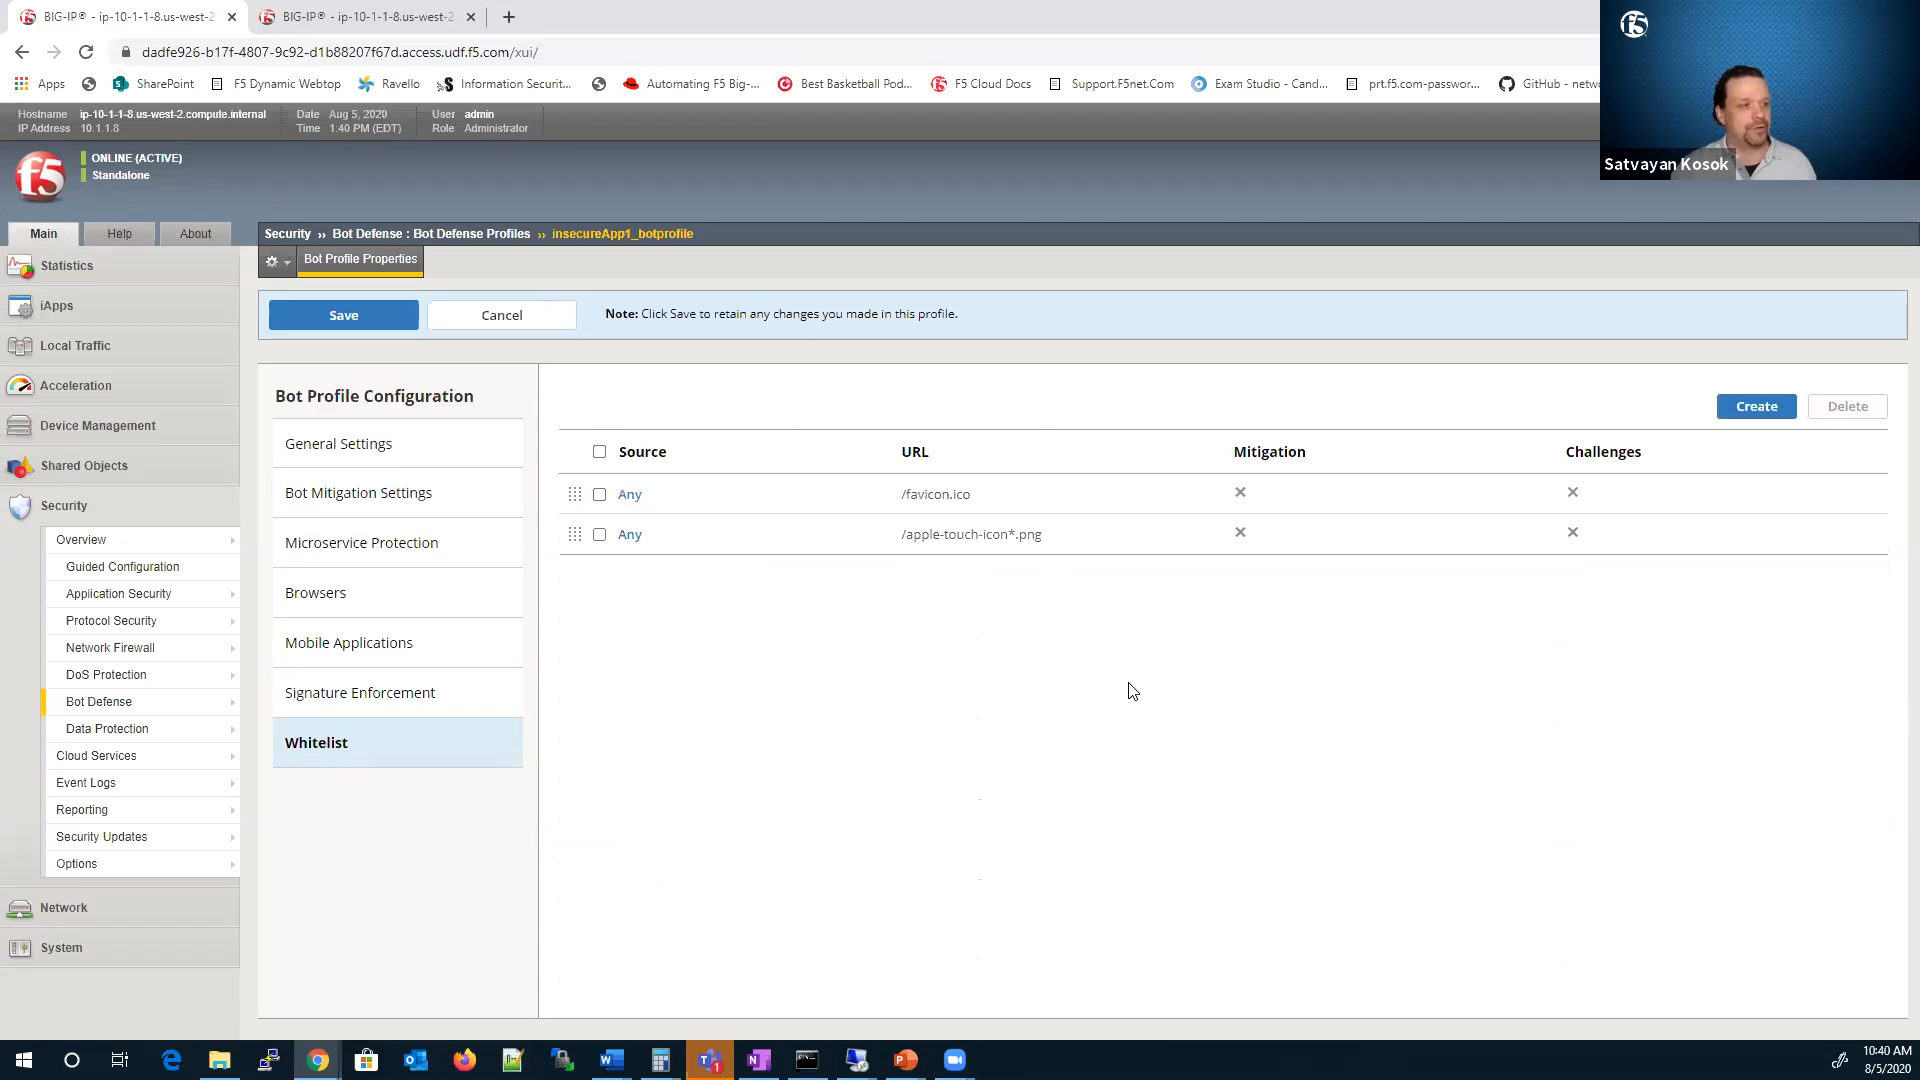 BIG-IP® - ip-10-1-1-8.us-west-2
BIG-IP® - ip-10-1-1-8.us-west-2
dadfe926-b17f-4807-9c92-d1b88207f67d.access.udf.f5.com/xui/
Apps
SharePoint
F5 Dynamic Webtop
Ravello
Information Securit...
Automating F5 Big-...
Best Basketball Pod...
F5 Cloud Docs
Support.F5net.Com
Exam Studio - Cand...
prt.f5.com-passwor...
GitHub - netw
f5
Satvayan Kosok
Hostname ip-10-1-1-8.us-west-2.compute.internal
IP Address 10.1.1.8
Date Aug 5, 2020
Time 1:40 PM (EDT)
User admin
Role Administrator
f5
ONLINE (ACTIVE)
Standalone
Main
Help
About
Security ›› Bot Defense : Bot Defense Profiles ›› insecureApp1_botprofile
Bot Profile Properties
Statistics
iApps
Local Traffic
Acceleration
Device Management
Shared Objects
Security
Overview
Guided Configuration
Application Security
Protocol Security
Network Firewall
DoS Protection
Bot Defense
Data Protection
Cloud Services
Event Logs
Reporting
Security Updates
Options
Network
System
Save
Cancel
Note: Click Save to retain any changes you made in this profile.
Bot Profile Configuration
General Settings
Bot Mitigation Settings
Microservice Protection
Browsers
Mobile Applications
Signature Enforcement
Whitelist
Create
Delete
Source URL Mitigation Challenges
Any /favicon.ico
Any /apple-touch-icon*.png
10:40 AM
8/5/2020